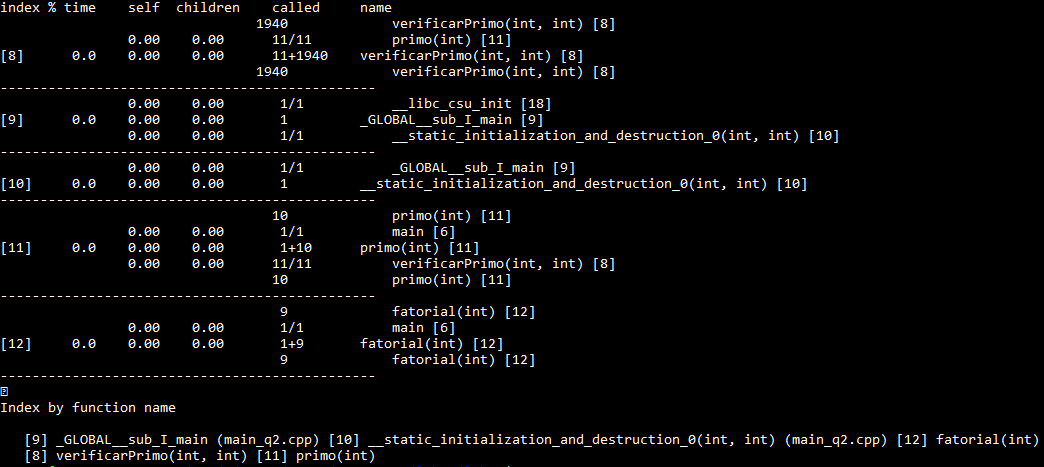 index % time    self  children    called     name
                                1940             verificarPrimo(int, int) [8]
                0.00    0.00      11/11          primo(int) [11]
[8]      0.0    0.00    0.00      11+1940    verificarPrimo(int, int) [8]
                                1940             verificarPrimo(int, int) [8]
-----------------------------------------------
                0.00    0.00       1/1           __libc_csu_init [18]
[9]      0.0    0.00    0.00       1         _GLOBAL__sub_I_main [9]
                0.00    0.00       1/1           __static_initialization_and_destruction_0(int, int) [10]
-----------------------------------------------
                0.00    0.00       1/1           _GLOBAL__sub_I_main [9]
[10]     0.0    0.00    0.00       1         __static_initialization_and_destruction_0(int, int) [10]
-----------------------------------------------
                                  10             primo(int) [11]
                0.00    0.00       1/1           main [6]
[11]     0.0    0.00    0.00       1+10      primo(int) [11]
                0.00    0.00      11/11          verificarPrimo(int, int) [8]
                                  10             primo(int) [11]
-----------------------------------------------
                                   9             fatorial(int) [12]
                0.00    0.00       1/1           main [6]
[12]     0.0    0.00    0.00       1+9       fatorial(int) [12]
                                   9             fatorial(int) [12]
-----------------------------------------------
Index by function name
   [9] _GLOBAL__sub_I_main (main_q2.cpp) [10] __static_initialization_and_destruction_0(int, int) (main_q2.cpp) [12] fatorial(int)
   [8] verificarPrimo(int, int) [11] primo(int)